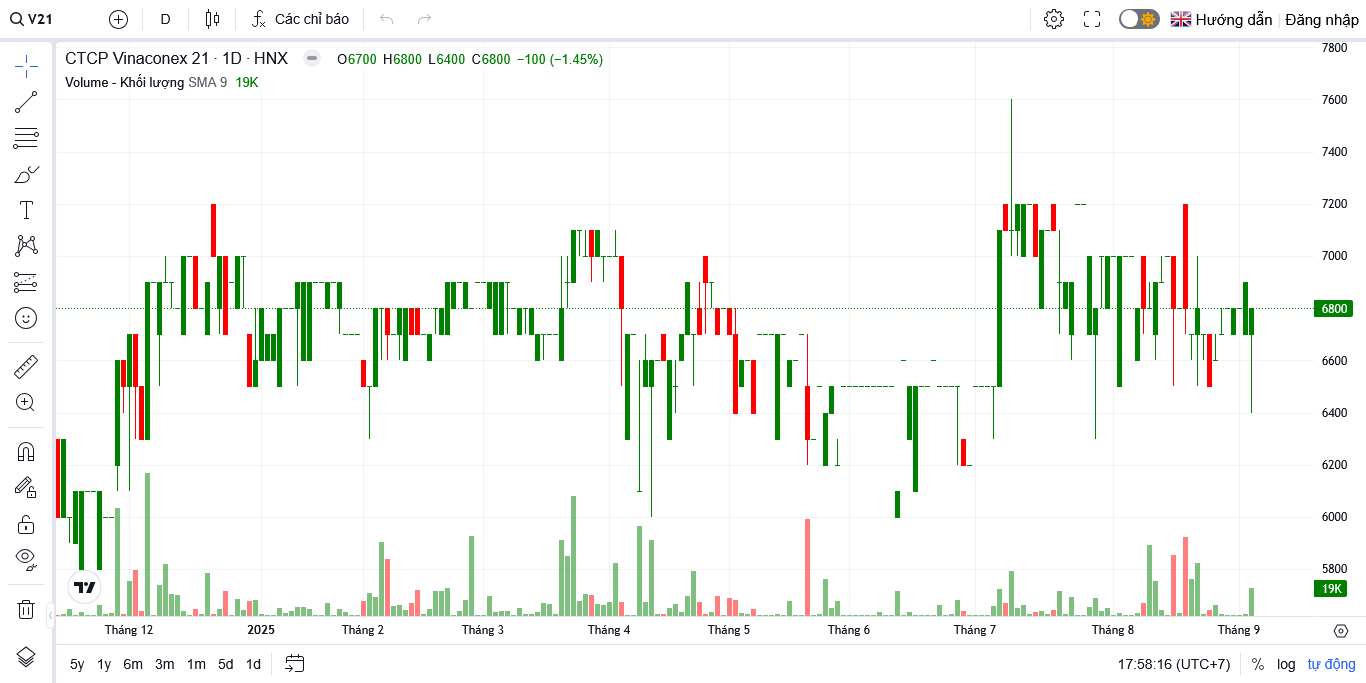 V21 D Các chỉ báo Hướng dẫn Đăng nhập
CTCP Vinaconex 21 · 1D · HNX O6700 H6800 L6400 C6800 −100 (−1.45%)
Volume - Khối lượng SMA 9 19K
7800
7600
7400
7200
7000
6800
6600
6400
6200
6000
5800
19K
Tháng 12 2025 Tháng 2 Tháng 3 Tháng 4 Tháng 5 Tháng 6 Tháng 7 Tháng 8 Tháng 9
5y 1y 6m 3m 1m 5d 1d 17:58:16 (UTC+7) % log tự động